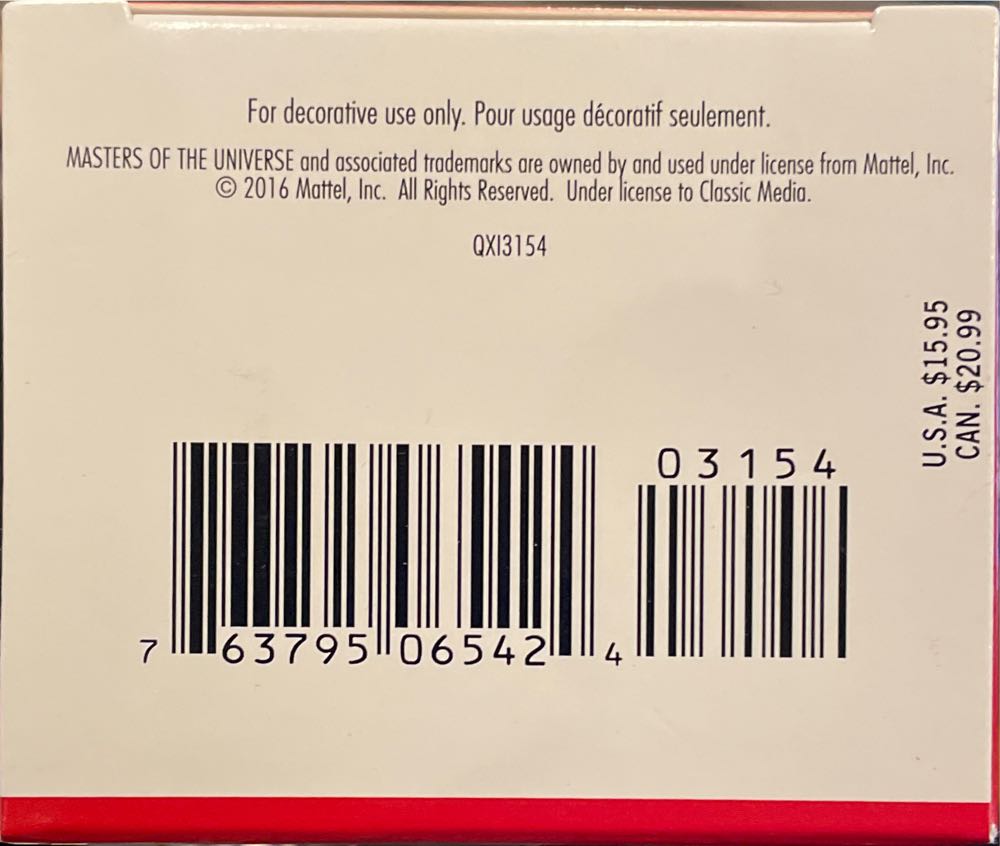 For decorative use only. Pour usage décoratif seulement.
MASTERS OF THE UNIVERSE and associated trademarks are owned by and used under license from Mattel, Inc.
© 2016 Mattel, Inc. All Rights Reserved. Under license to Classic Media.
QXI3154
U.S.A. $15.95
CAN. $20.99
03154
7 63795 06542 4